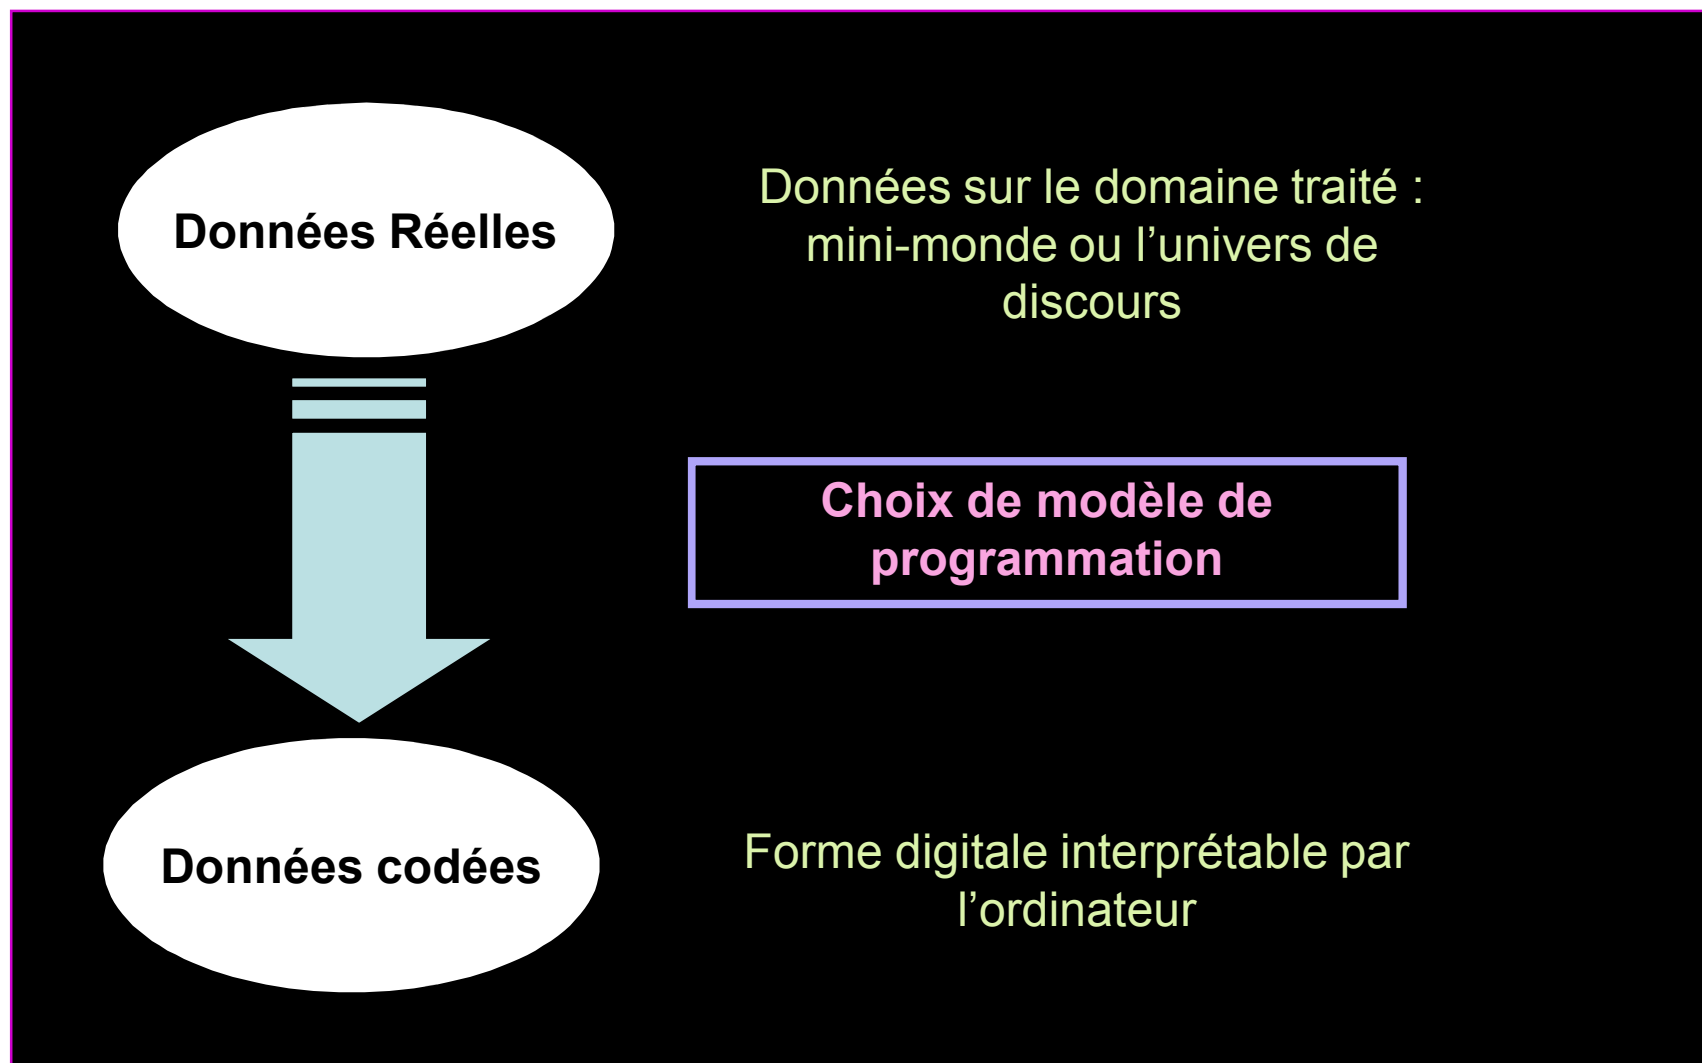 Données Réelles
Données sur le domaine traité :
mini-monde ou l’univers de
discours
Choix de modèle de
programmation
Données codées
Forme digitale interprétable par
l’ordinateur